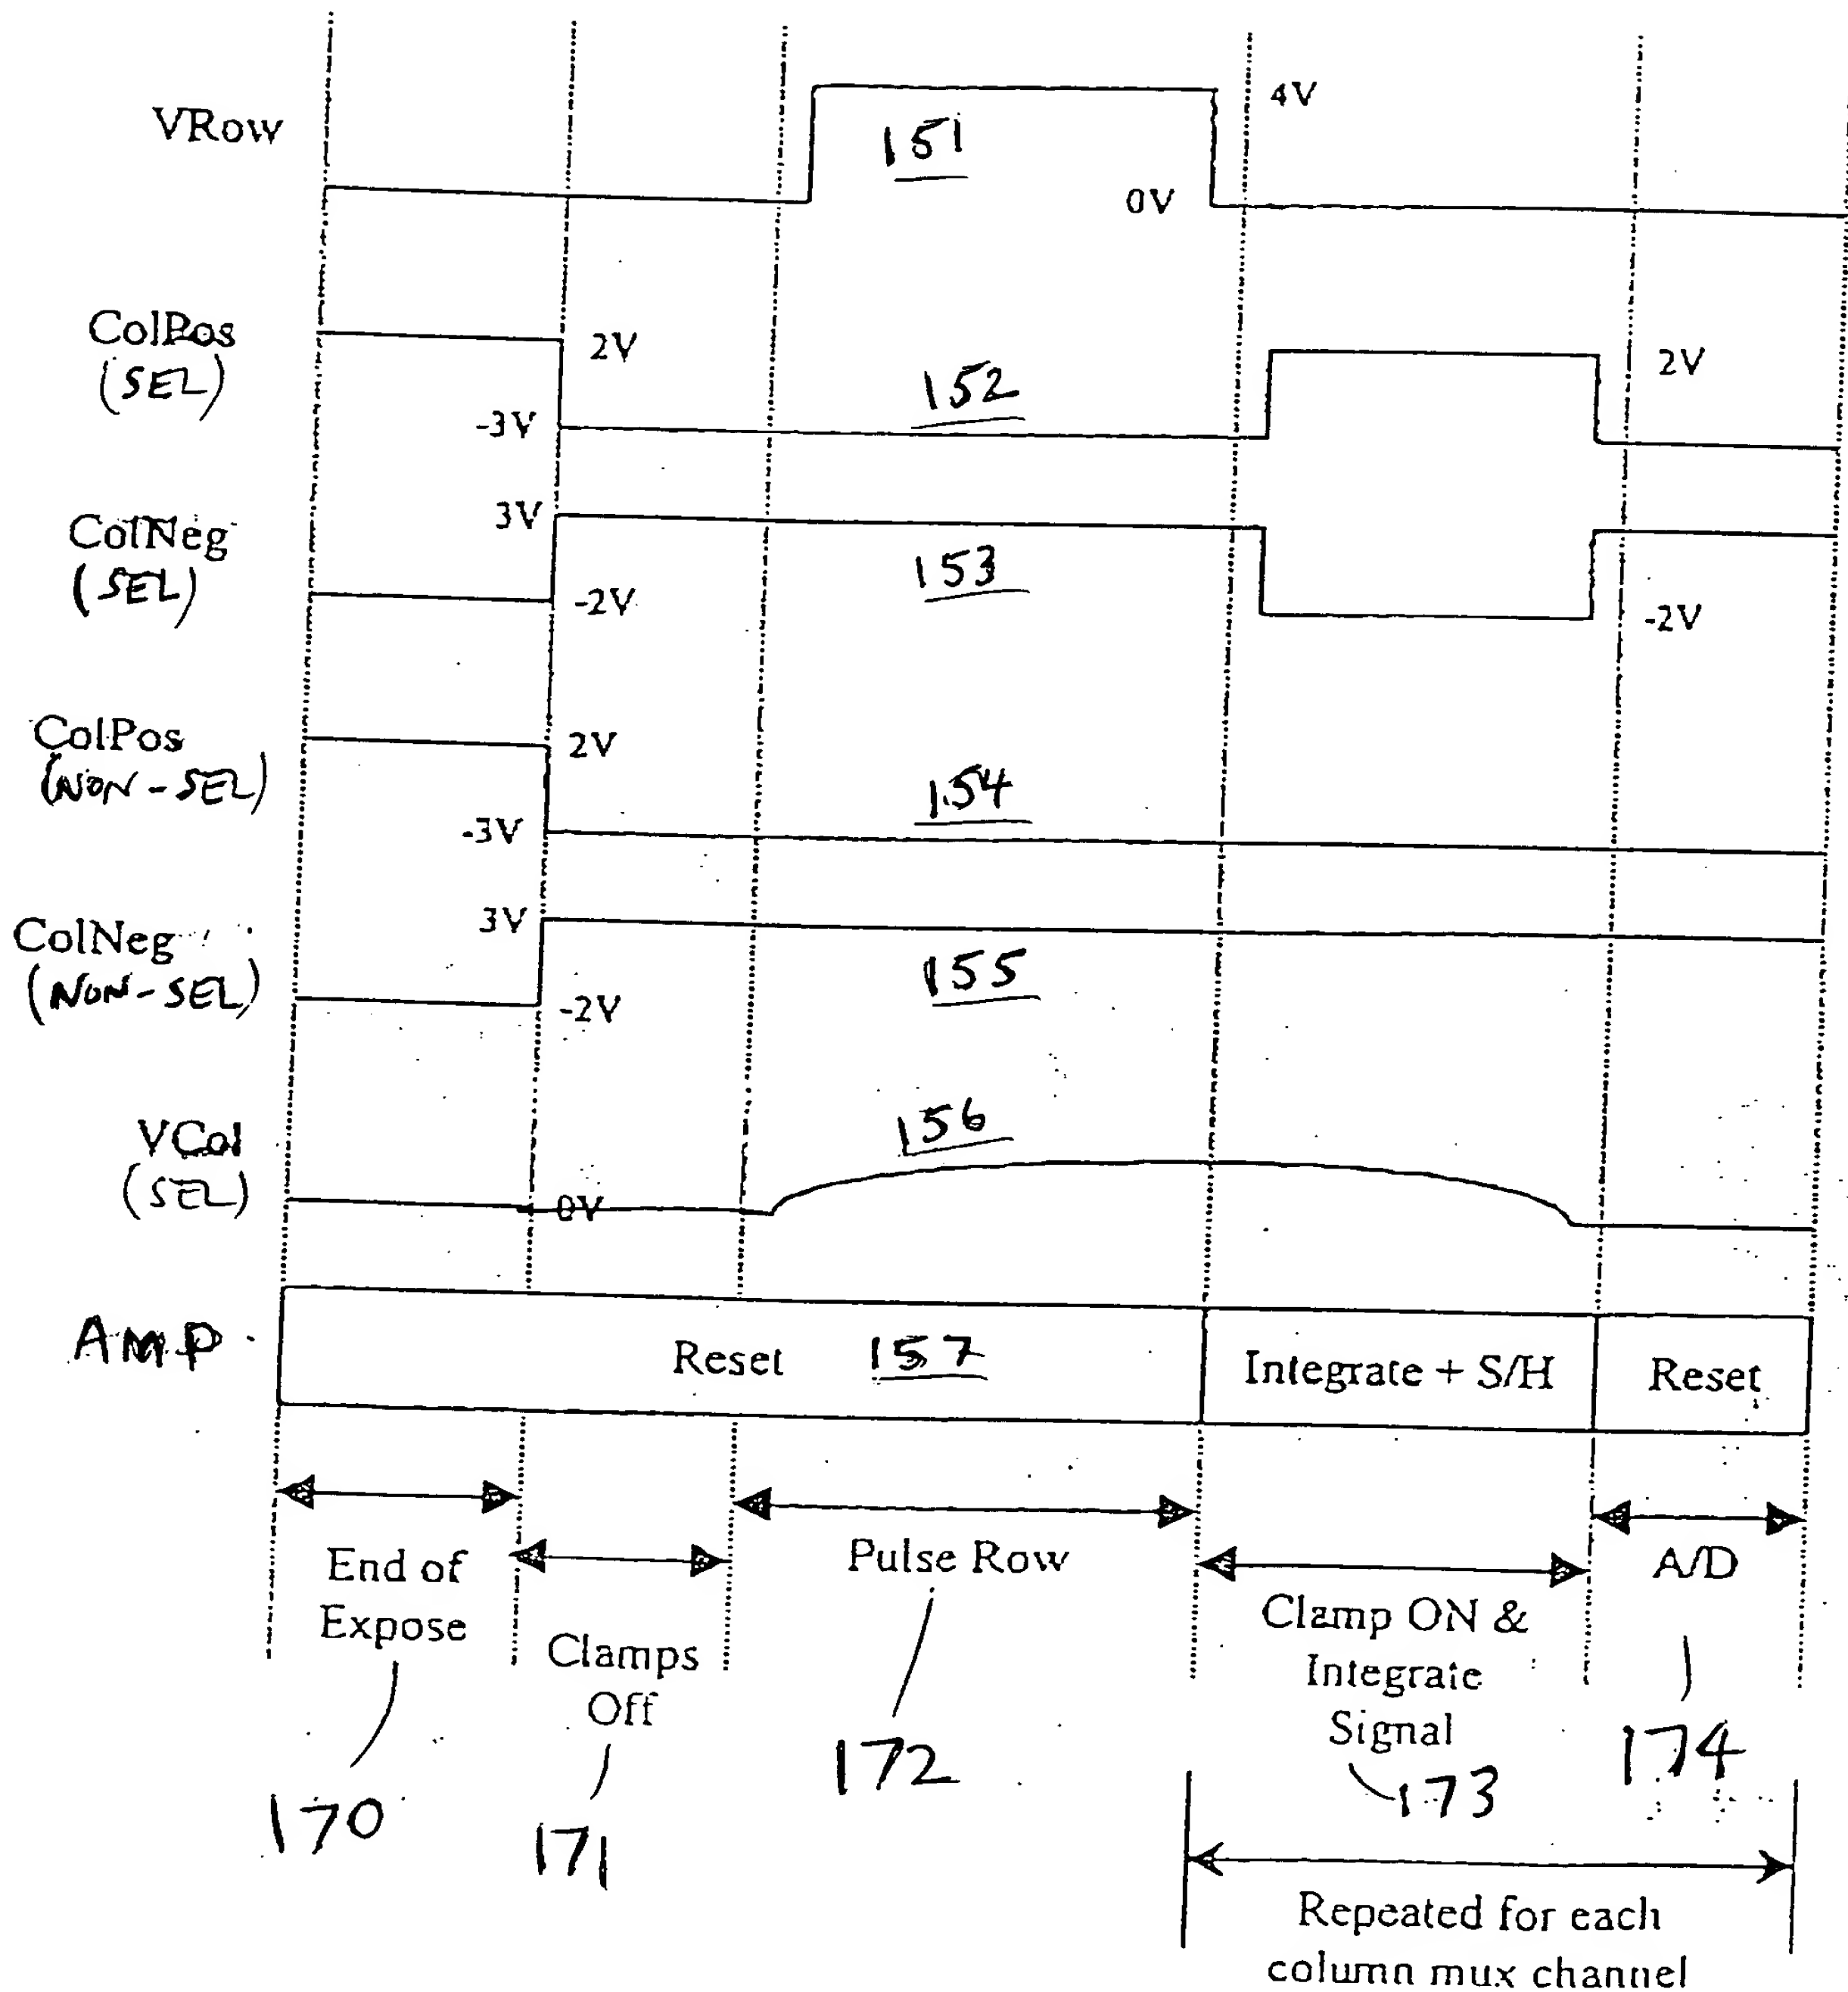 VRow
4V
151
0V
ColPos
(SEL)
2V
-3V
152
2V
ColNeg
(SEL)
3V
-2V
153
-2V
ColPos
(NON-SEL)
2V
-3V
154
ColNeg
(NON-SEL)
3V
-2V
155
VCol
(SEL)
0V
156
AMP
Reset 157
Integrate + S/H
Reset
End of
Expose
170
Clamps
Off
171
Pulse Row
172
Clamp ON &
Integrate
Signal
173
A/D
174
Repeated for each
column mux channel